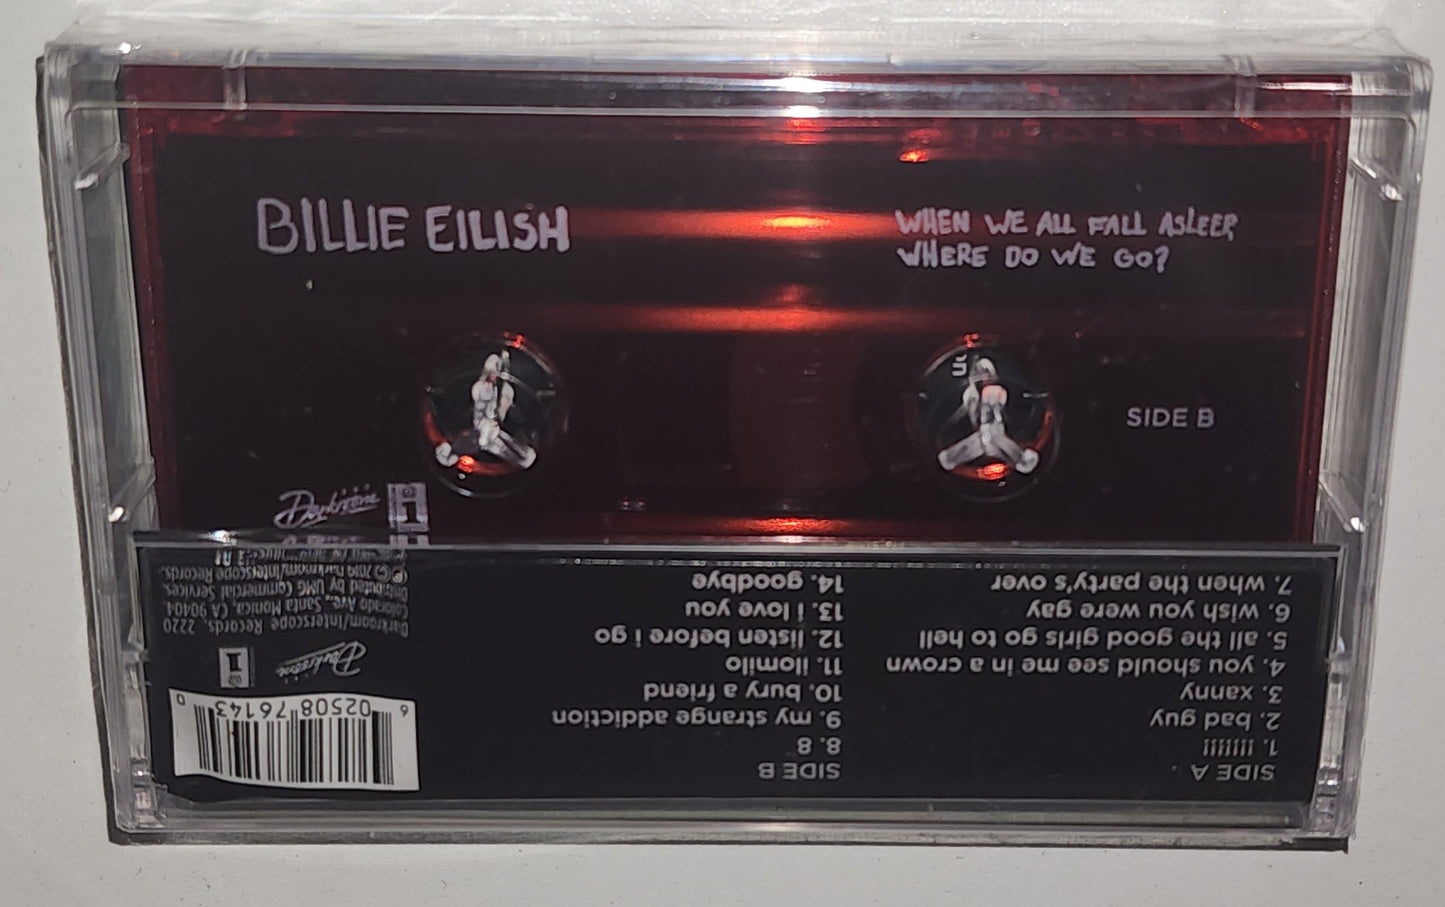 BILLIE EILISH
WHEN WE ALL FALL ASLEEP
WHERE DO WE GO?
SIDE B
Darkroom
i
SIDE A
1. !!!!!!!
2. bad guy
3. xanny
4. you should see me in a crown
5. all the good girls go to hell
6. wish you were gay
7. when the party's over
SIDE B
8. 8
9. my strange addiction
10. bury a friend
11. ilomilo
12. listen before i go
13. i love you
14. goodbye
6 02508 76143 0
Darkroom
i
Darkroom/Interscope Records, 2220
Colorado Ave., Santa Monica, CA 90404.
Distributed by UMG Commercial Services.
℗© 2019 Darkroom/Interscope Records.